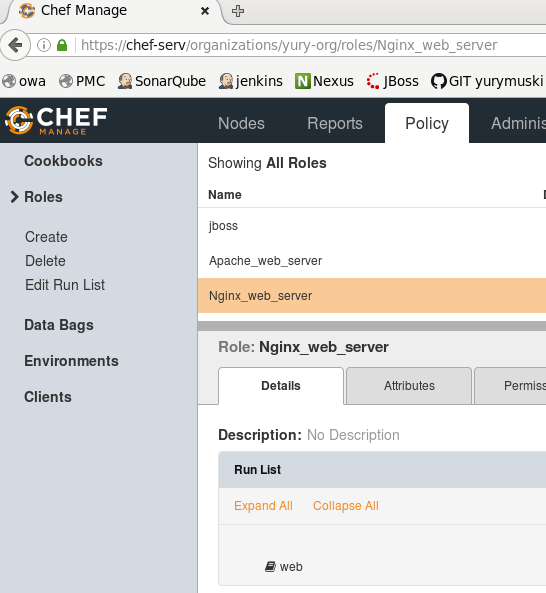 Chef Manage
https://chef-serv/organizations/yury-org/roles/Nginx_web_server
owa PMC SonarQube jenkins Nexus JBoss GIT yurymuski
CHEF
MANAGE
Nodes Reports Policy Adminis
Cookbooks
Roles
Create
Delete
Edit Run List
Data Bags
Environments
Clients
Showing All Roles
Name
jboss
Apache_web_server
Nginx_web_server
Role: Nginx_web_server
Details Attributes Permiss
Description: No Description
Run List
Expand All Collapse All
web